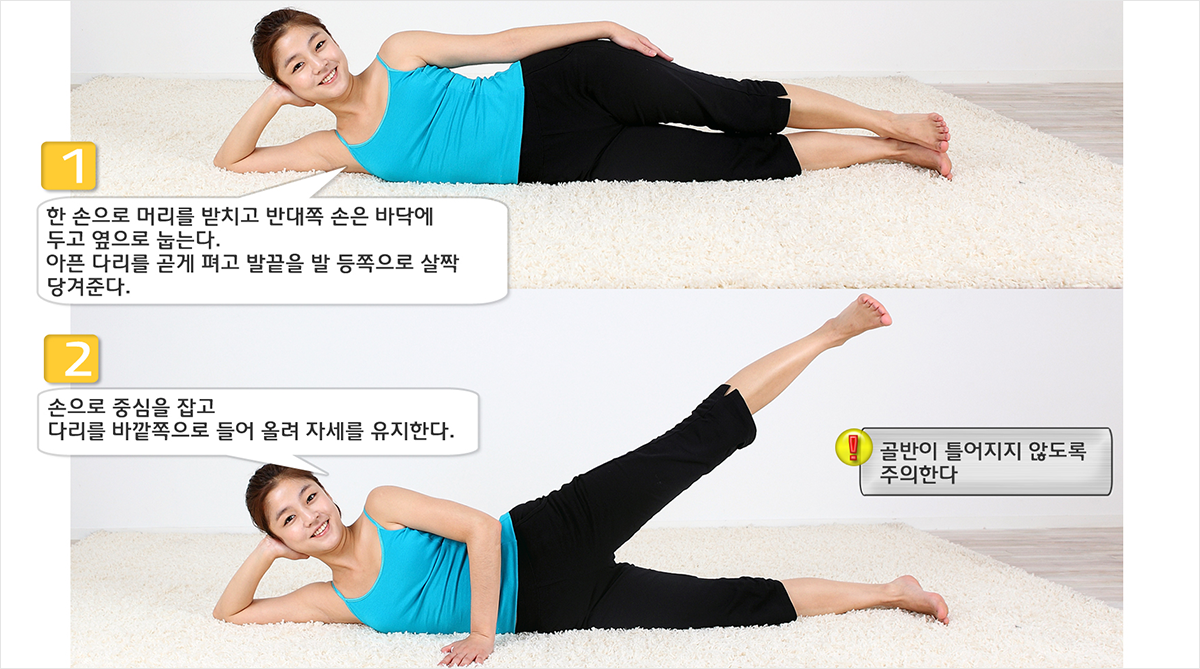 1
한 손으로 머리를 받치고 반대쪽 손은 바닥에
두고 옆으로 눕는다.
아픈 다리를 곧게 펴고 발끝을 발 등쪽으로 살짝
당겨준다.
2
손으로 중심을 잡고
다리를 바깥쪽으로 들어 올려 자세를 유지한다.
!
골반이 틀어지지 않도록
주의한다